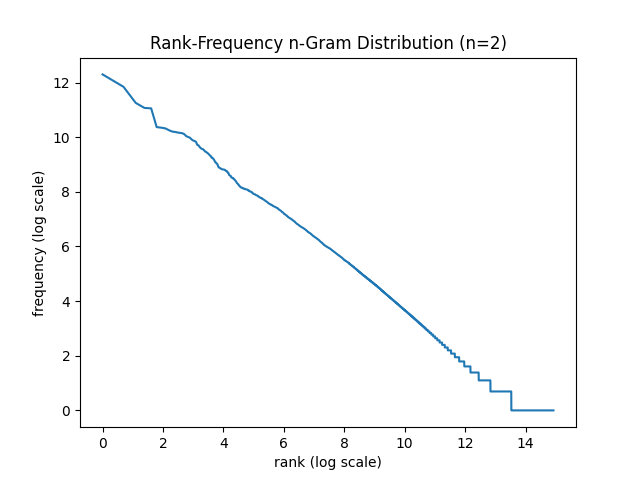 Rank-Frequency n-Gram Distribution (n=2)
frequency (log scale)
12
10
8
6
4
2
0
0 2 4 6 8 10 12 14
rank (log scale)